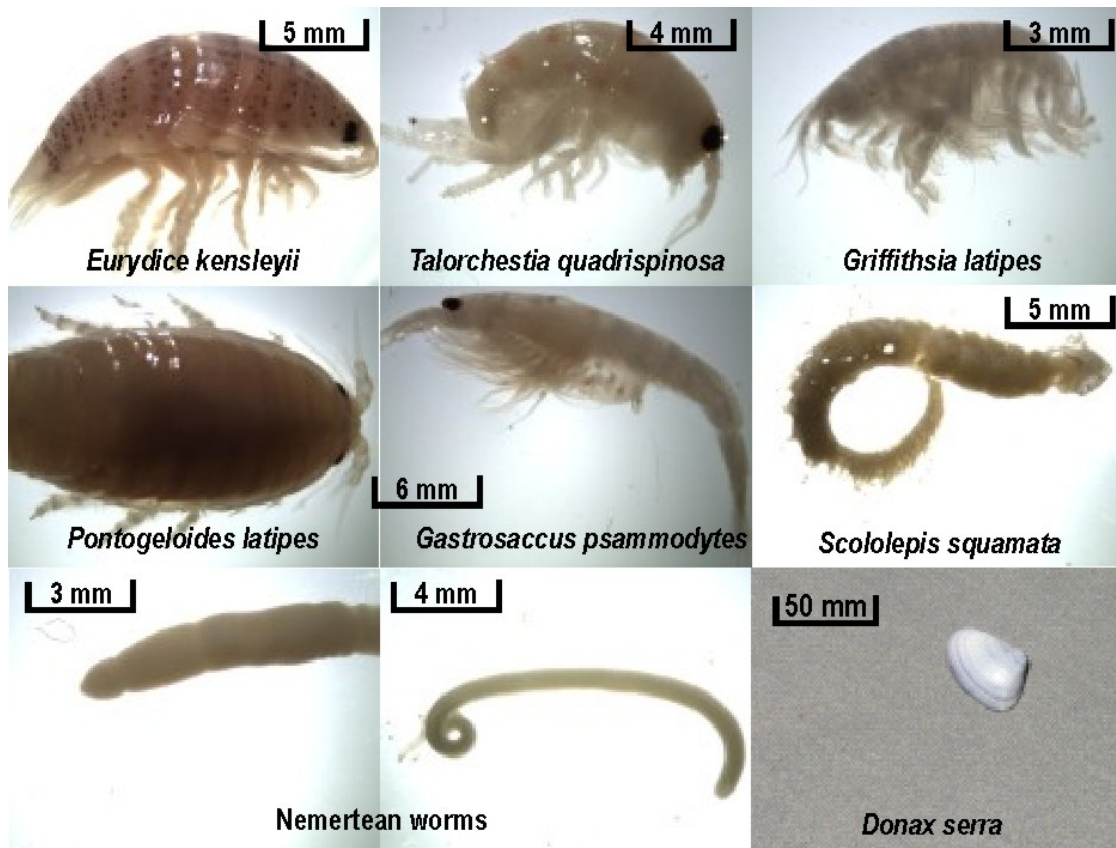 5 mm
4 mm
3 mm
Eurydice kensleyii
Talorchestia quadrispinosa
Griffithsia latipes
5 mm
6 mm
Pontogeloides latipes
Gastrosaccus psammodytes
Scololepis squamata
3 mm
4 mm
50 mm
Nemertean worms
Donax serra